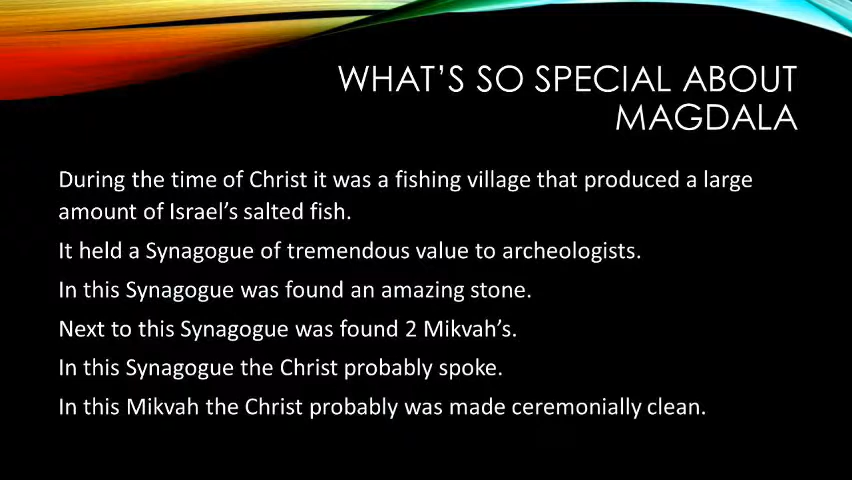 WHAT'S SO SPECIAL ABOUT
MAGDALA
During the time of Christ it was a fishing village that produced a large
amount of Israel's salted fish.
It held a Synagogue of tremendous value to archeologists.
In this Synagogue was found an amazing stone.
Next to this Synagogue was found 2 Mikvah's.
In this Synagogue the Christ probably spoke.
In this Mikvah the Christ probably was made ceremonially clean.